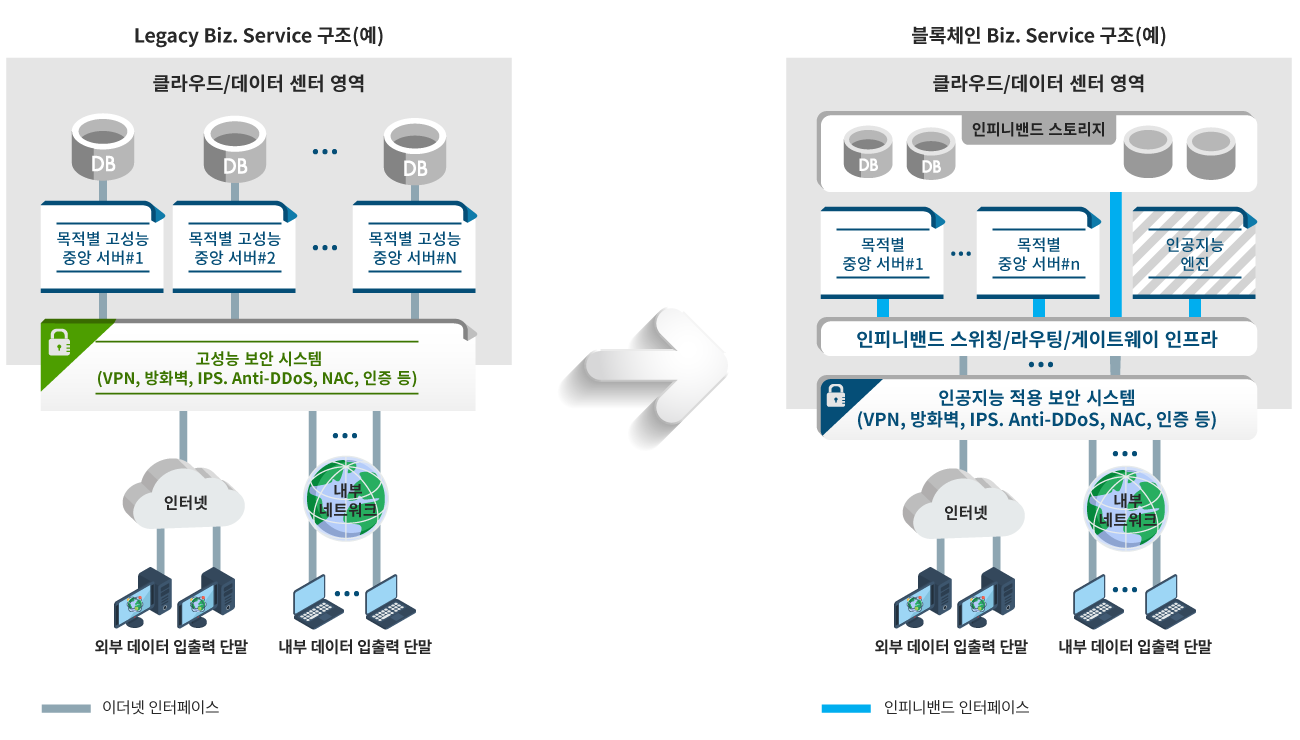 Legacy Biz. Service 구조(예)
클라우드/데이터 센터 영역
DB
DB
DB
목적별 고성능
중앙 서버#1
목적별 고성능
중앙 서버#2
목적별 고성능
중앙 서버#N
고성능 보안 시스템
(VPN, 방화벽, IPS. Anti-DDoS, NAC, 인증 등)
인터넷
내부
네트워크
외부 데이터 입출력 단말
내부 데이터 입출력 단말
이더넷 인터페이스
블록체인 Biz. Service 구조(예)
클라우드/데이터 센터 영역
인피니밴드 스토리지
DB
DB
목적별
중앙 서버#1
목적별
중앙 서버#n
인공지능
엔진
인피니밴드 스위칭/라우팅/게이트웨이 인프라
인공지능 적용 보안 시스템
(VPN, 방화벽, IPS. Anti-DDoS, NAC, 인증 등)
인터넷
내부
네트워크
외부 데이터 입출력 단말
내부 데이터 입출력 단말
인피니밴드 인터페이스